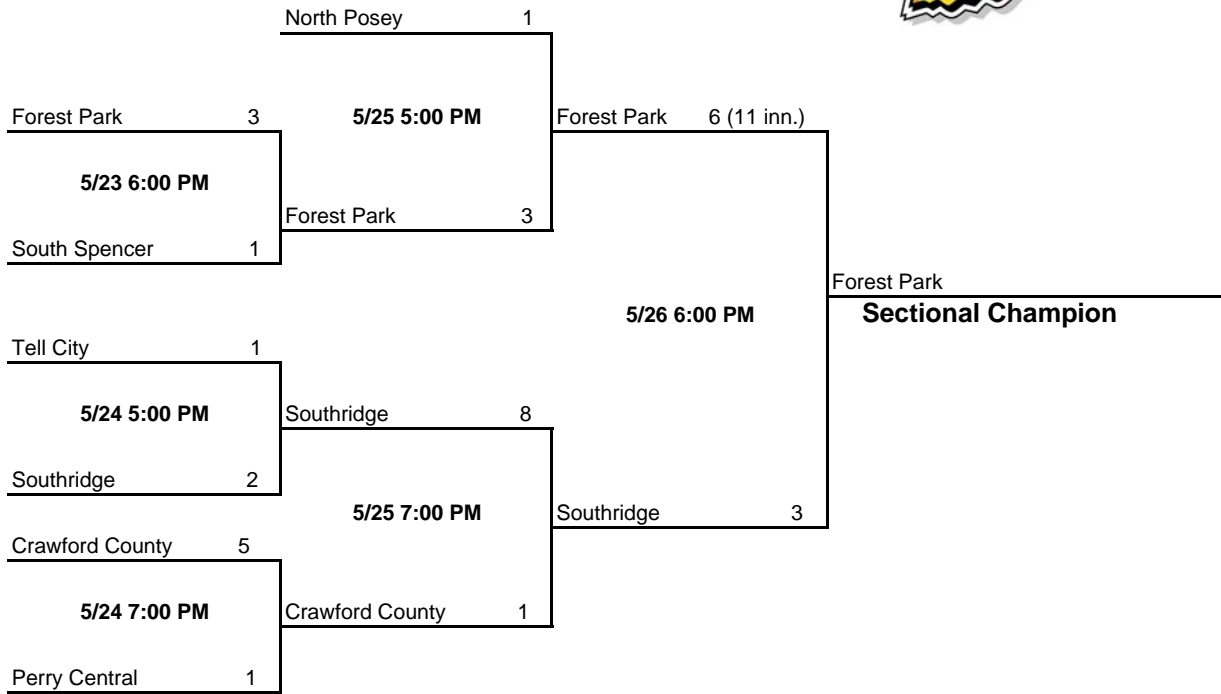 North Posey 1
Forest Park 3
5/25 5:00 PM
Forest Park 6 (11 inn.)
5/23 6:00 PM
Forest Park 3
South Spencer 1
Forest Park
5/26 6:00 PM
Sectional Champion
Tell City 1
5/24 5:00 PM
Southridge 8
Southridge 2
5/25 7:00 PM
Southridge 3
Crawford County 5
5/24 7:00 PM
Crawford County 1
Perry Central 1